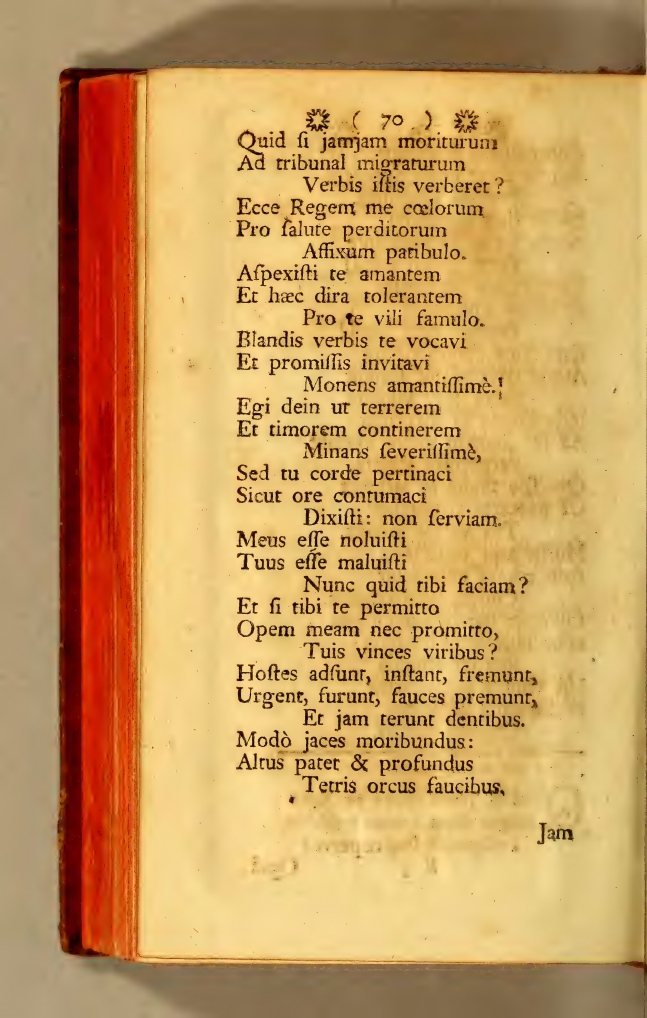 ( 70 )
Quid ſi jamjam moriturum
Ad tribunal migraturum
Verbis iſtis verberet?
Ecce Regem me cœlorum
Pro ſalute perditorum
Affixum patibulo.
Aſpexiſti te amantem
Et hæc dira tolerantem
Pro te vili famulo.
Blandis verbis te vocavi
Et promiſſis invitavi
Monens amantiſſimè.
Egi dein ut terrerem
Et timorem continerem
Minans ſeveriſſimè,
Sed tu corde pertinaci
Sicut ore contumaci
Dixiſti: non ſerviam.
Meus eſſe noluiſti
Tuus eſſe maluiſti
Nunc quid tibi faciam?
Et ſi tibi te permitto
Opem meam nec promitto,
Tuis vinces viribus?
Hoſtes adſunt, inſtant, fremunt,
Urgent, furunt, fauces premunt,
Et jam terunt dentibus.
Modò jaces moribundus:
Altus patet & profundus
Tetris orcus faucibus,
Jam